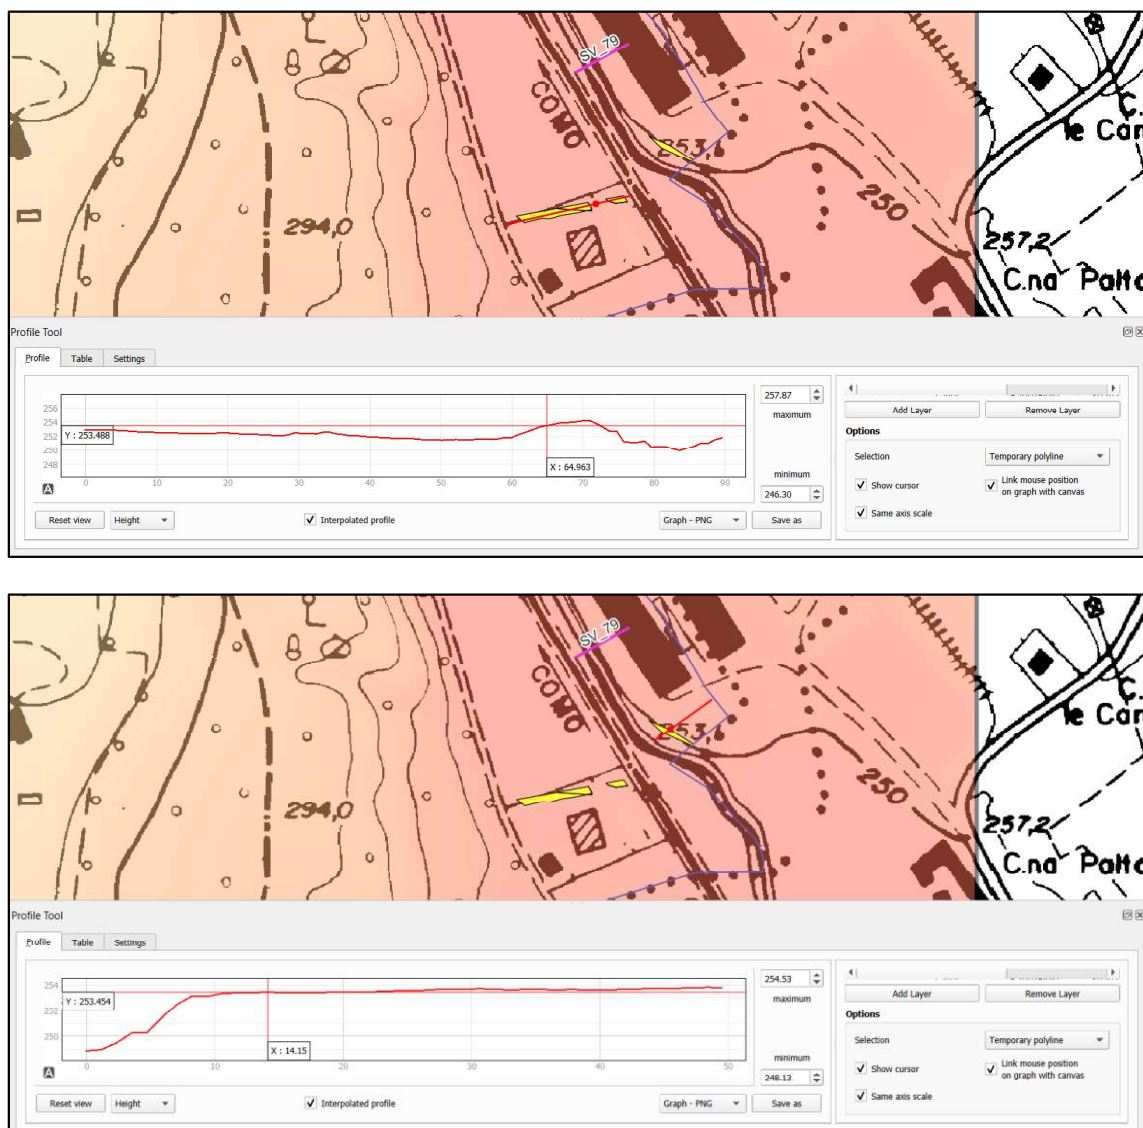 SV_79
COMO
253,6
C.
le Can
294,0
250
257,2
C.na Palta
Profile Tool
Profile Table Settings
256
254
252
250
248
Y : 253.488
X : 64.963
0 10 20 30 40 50 60 70 80 90
257.87
maximum
minimum
246.30
Add Layer Remove Layer
Options
Selection Temporary polyline
Show cursor Link mouse position on graph with canvas
Same axis scale
Reset view Height Interpolated profile Graph - PNG Save as
SV_79
COMO
253,6
C.
le Can
294,0
250
257,2
C.na Palta
Profile Tool
Profile Table Settings
254
252
250
Y : 253.454
X : 14.15
0 10 20 30 40 50
254.53
maximum
minimum
248.13
Add Layer Remove Layer
Options
Selection Temporary polyline
Show cursor Link mouse position on graph with canvas
Same axis scale
Reset view Height Interpolated profile Graph - PNG Save as